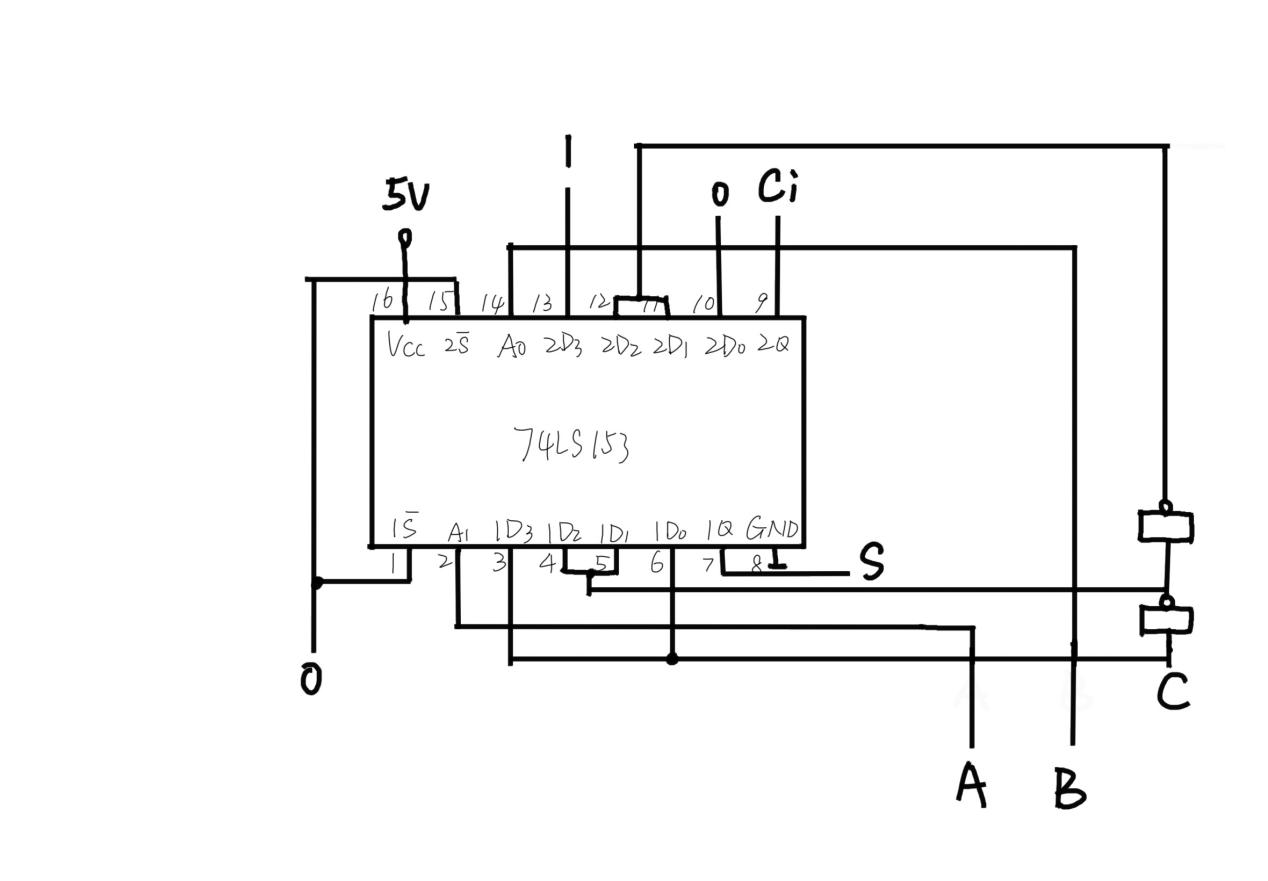 1
5V
0 Ci
16 15 14 13 12 11 10 9
Vcc 2S̅ A0 2D3 2D2 2D1 2D0 2Q
74LS153
1S̅ A1 1D3 1D2 1D1 1D0 1Q GND
1 2 3 4 5 6 7 8
S
0
C
A B